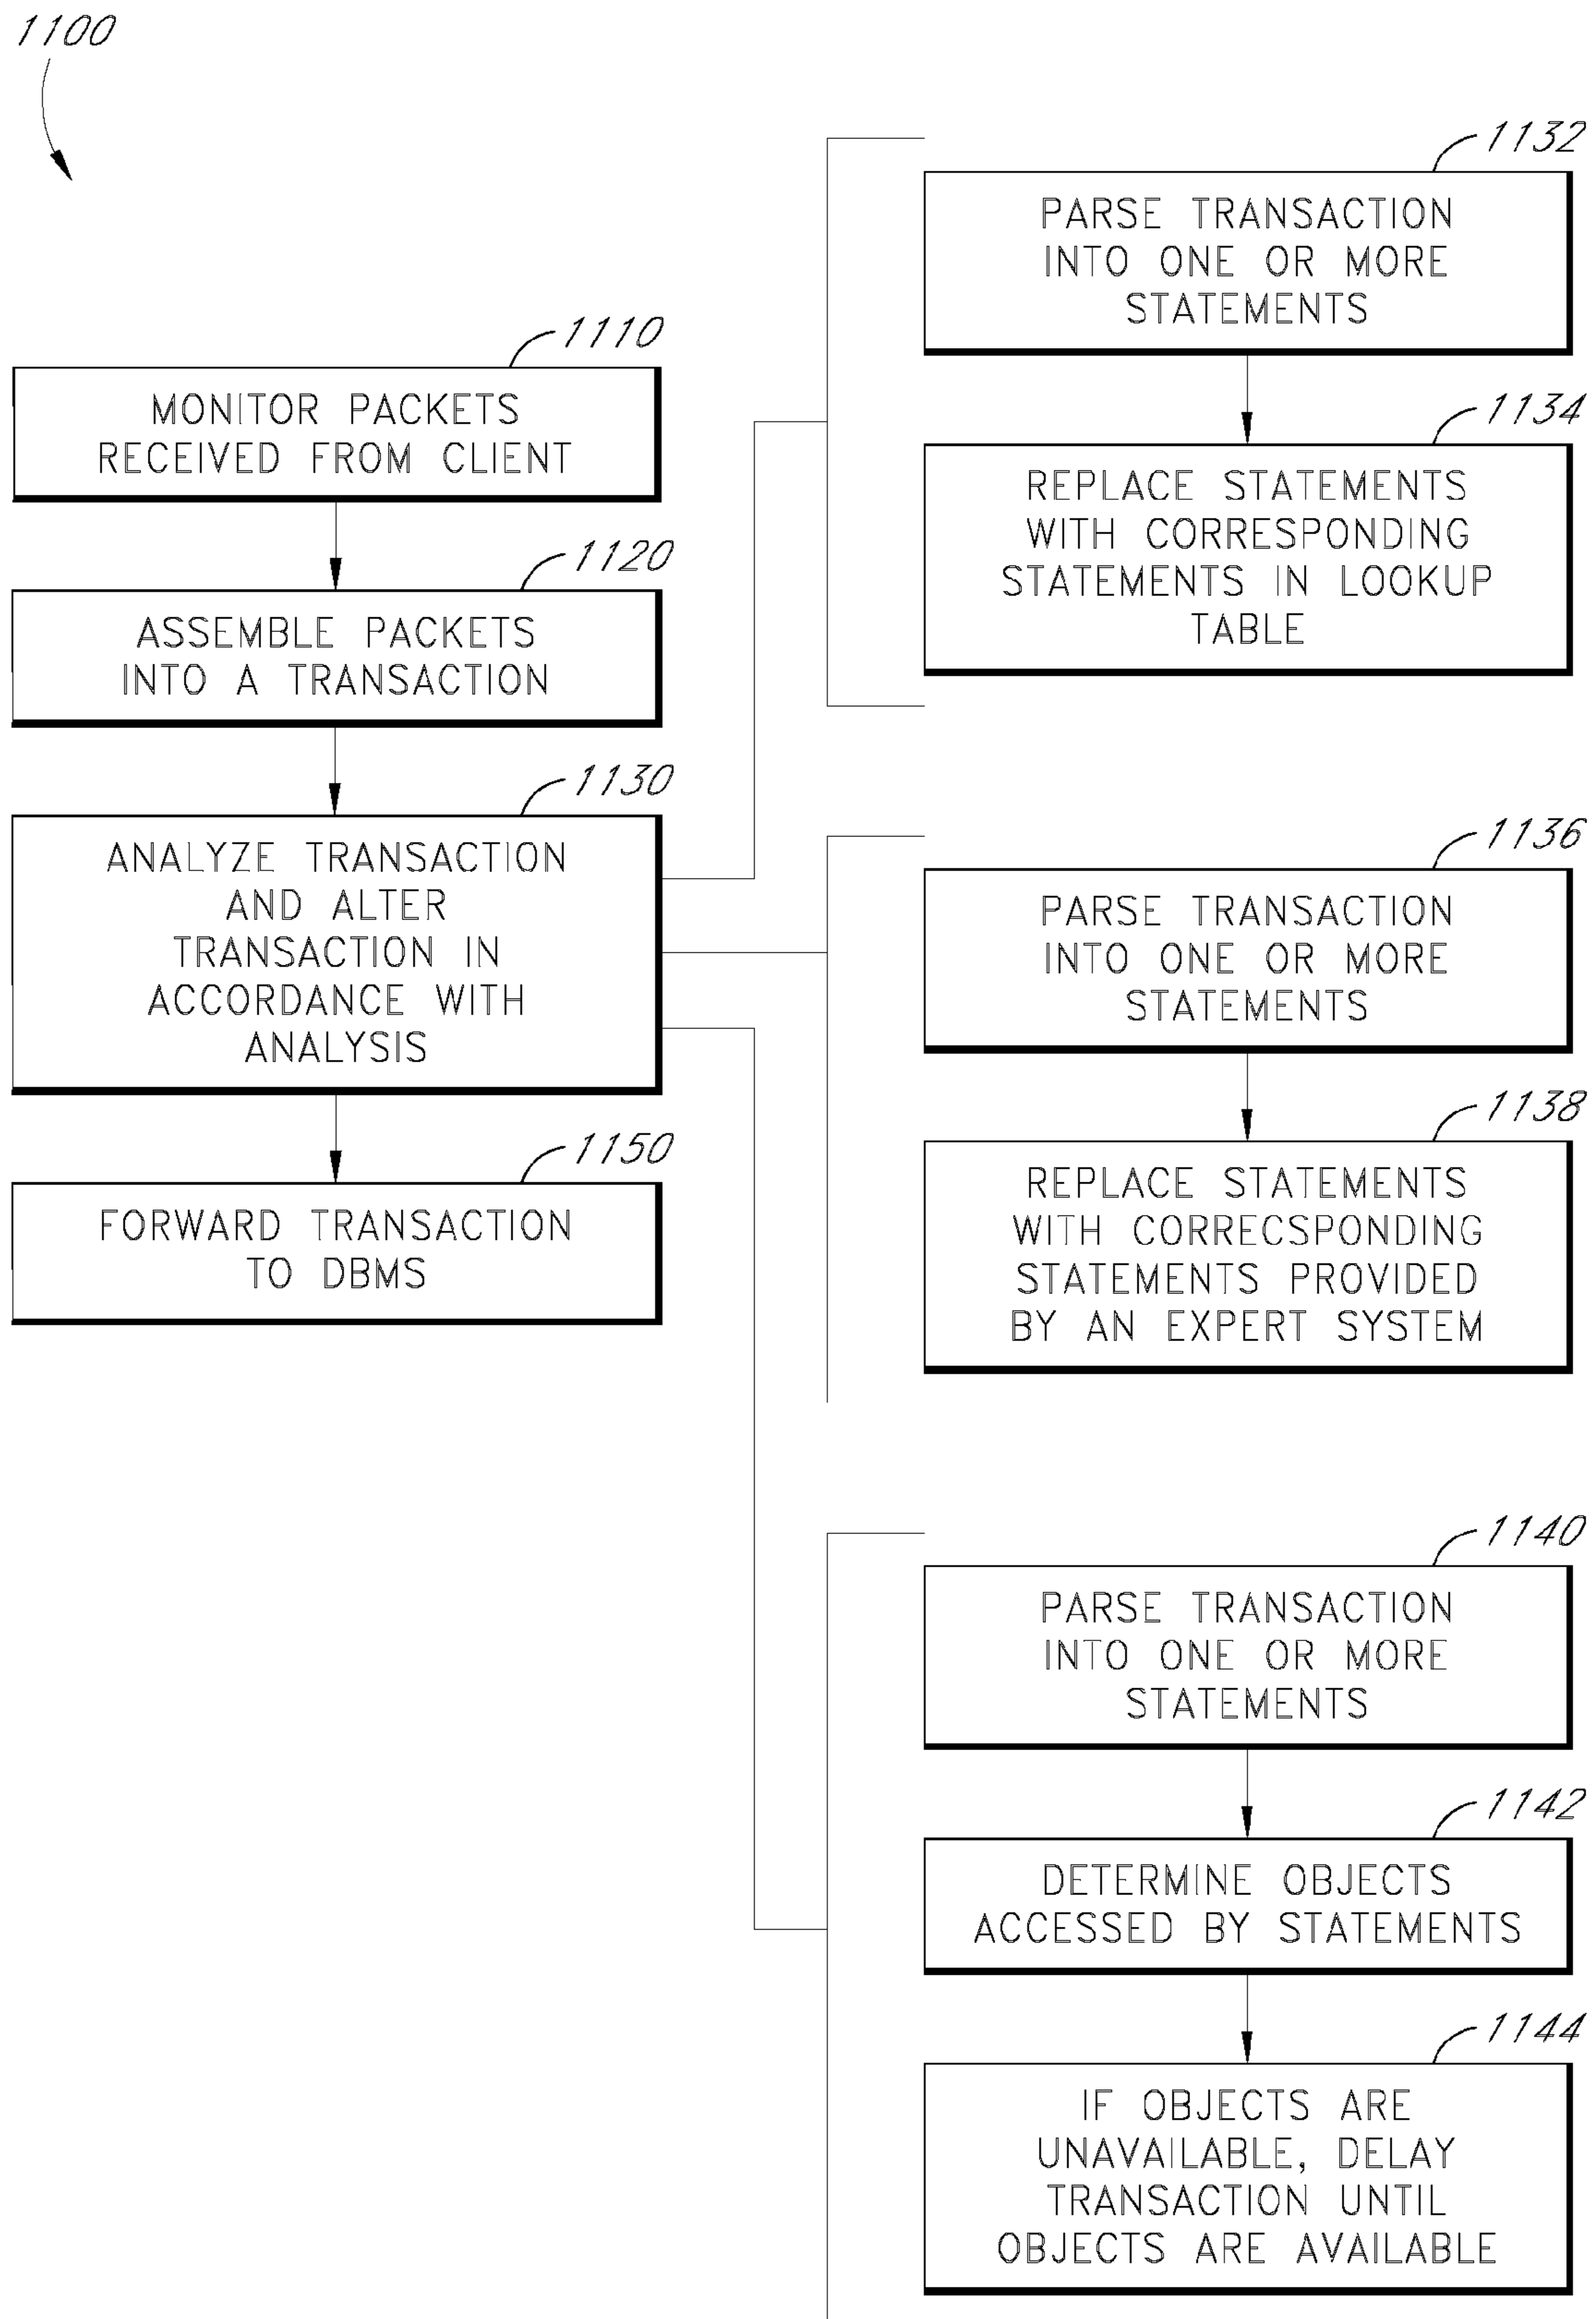 1100
1110
MONITOR PACKETS
RECEIVED FROM CLIENT
1120
ASSEMBLE PACKETS
INTO A TRANSACTION
1130
ANALYZE TRANSACTION
AND ALTER
TRANSACTION IN
ACCORDANCE WITH
ANALYSIS
1150
FORWARD TRANSACTION
TO DBMS
1132
PARSE TRANSACTION
INTO ONE OR MORE
STATEMENTS
1134
REPLACE STATEMENTS
WITH CORRESPONDING
STATEMENTS IN LOOKUP
TABLE
1136
PARSE TRANSACTION
INTO ONE OR MORE
STATEMENTS
1138
REPLACE STATEMENTS
WITH CORRECSPONDING
STATEMENTS PROVIDED
BY AN EXPERT SYSTEM
1140
PARSE TRANSACTION
INTO ONE OR MORE
STATEMENTS
1142
DETERMINE OBJECTS
ACCESSED BY STATEMENTS
1144
IF OBJECTS ARE
UNAVAILABLE, DELAY
TRANSACTION UNTIL
OBJECTS ARE AVAILABLE